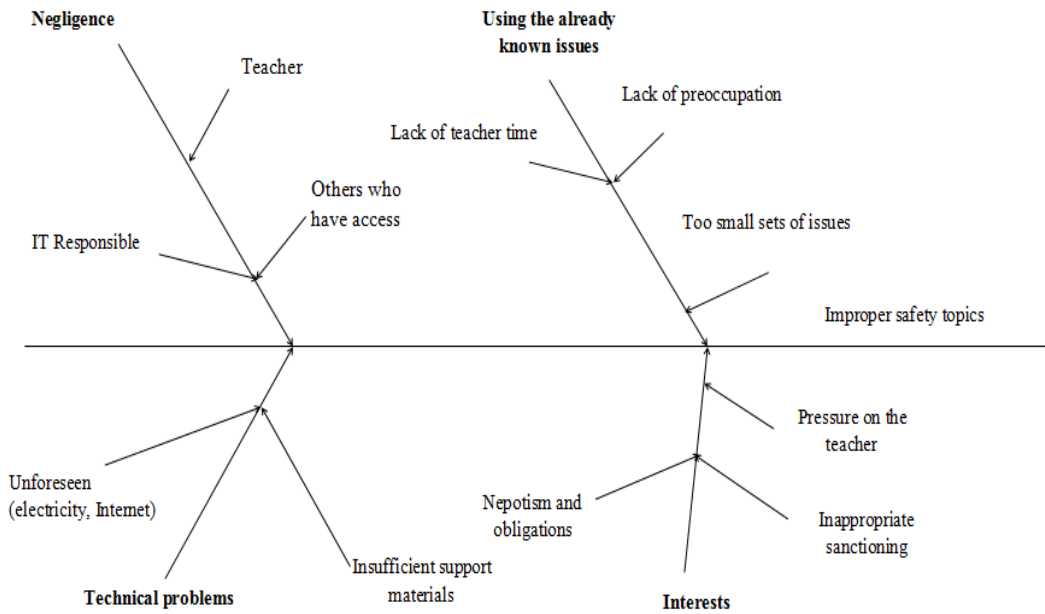 Negligence
Using the already
known issues
Teacher
Lack of preoccupation
Lack of teacher time
Others who
have access
IT Responsible
Too small sets of issues
Improper safety topics
Pressure on the
teacher
Unforeseen
(electricity, Internet)
Nepotism and
obligations
Inappropriate
sanctioning
Insufficient support
materials
Technical problems
Interests